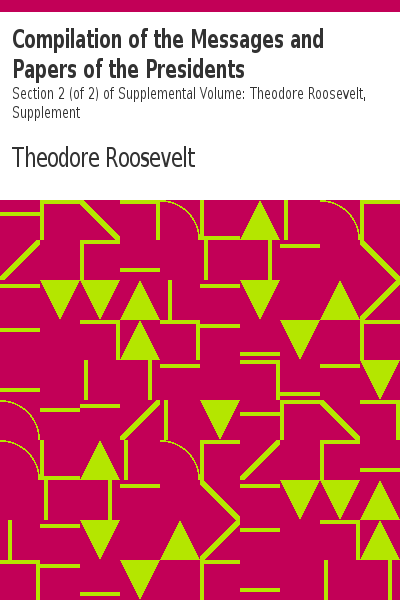 Compilation of the Messages and
Papers of the Presidents
Section 2 (of 2) of Supplemental Volume: Theodore Roosevelt,
Supplement
Theodore Roosevelt